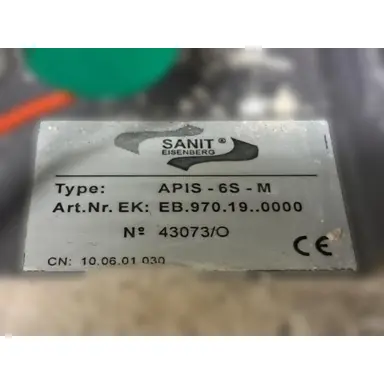 SANIT®
EISENBERG
Type: APIS - 6S - M
Art.Nr. EK: EB.970.19..0000
Nº 43073/O
CE
CN: 10.06.01 030